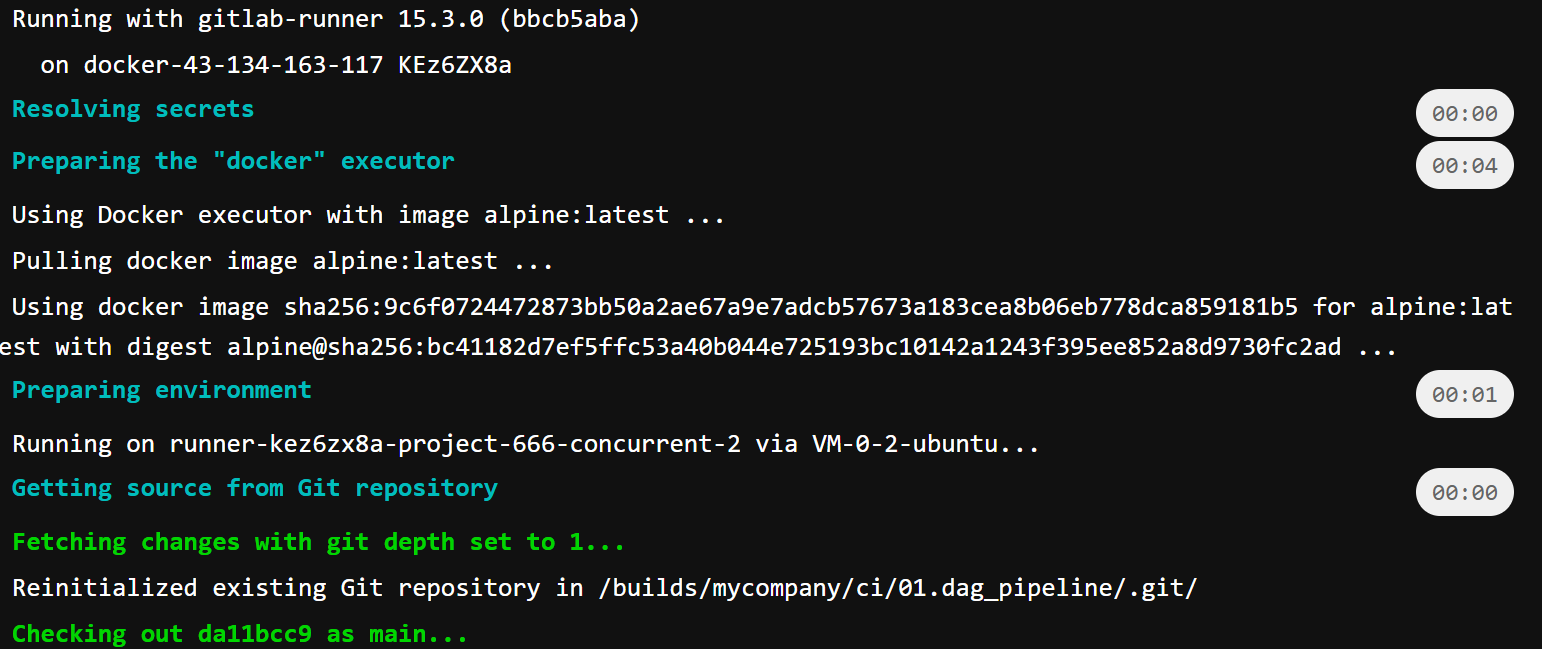 Running with gitlab-runner 15.3.0 (bbcb5aba)
on docker-43-134-163-117 KEz6ZX8a
Resolving secrets 00:00
Preparing the "docker" executor 00:04
Using Docker executor with image alpine:latest ...
Pulling docker image alpine:latest ...
Using docker image sha256:9c6f0724472873bb50a2ae67a9e7adcb57673a183cea8b06eb778dca859181b5 for alpine:lat
est with digest alpine@sha256:bc41182d7ef5ffc53a40b044e725193bc10142a1243f395ee852a8d9730fc2ad ...
Preparing environment 00:01
Running on runner-kez6zx8a-project-666-concurrent-2 via VM-0-2-ubuntu...
Getting source from Git repository 00:00
Fetching changes with git depth set to 1...
Reinitialized existing Git repository in /builds/mycompany/ci/01.dag_pipeline/.git/
Checking out da11bcc9 as main...